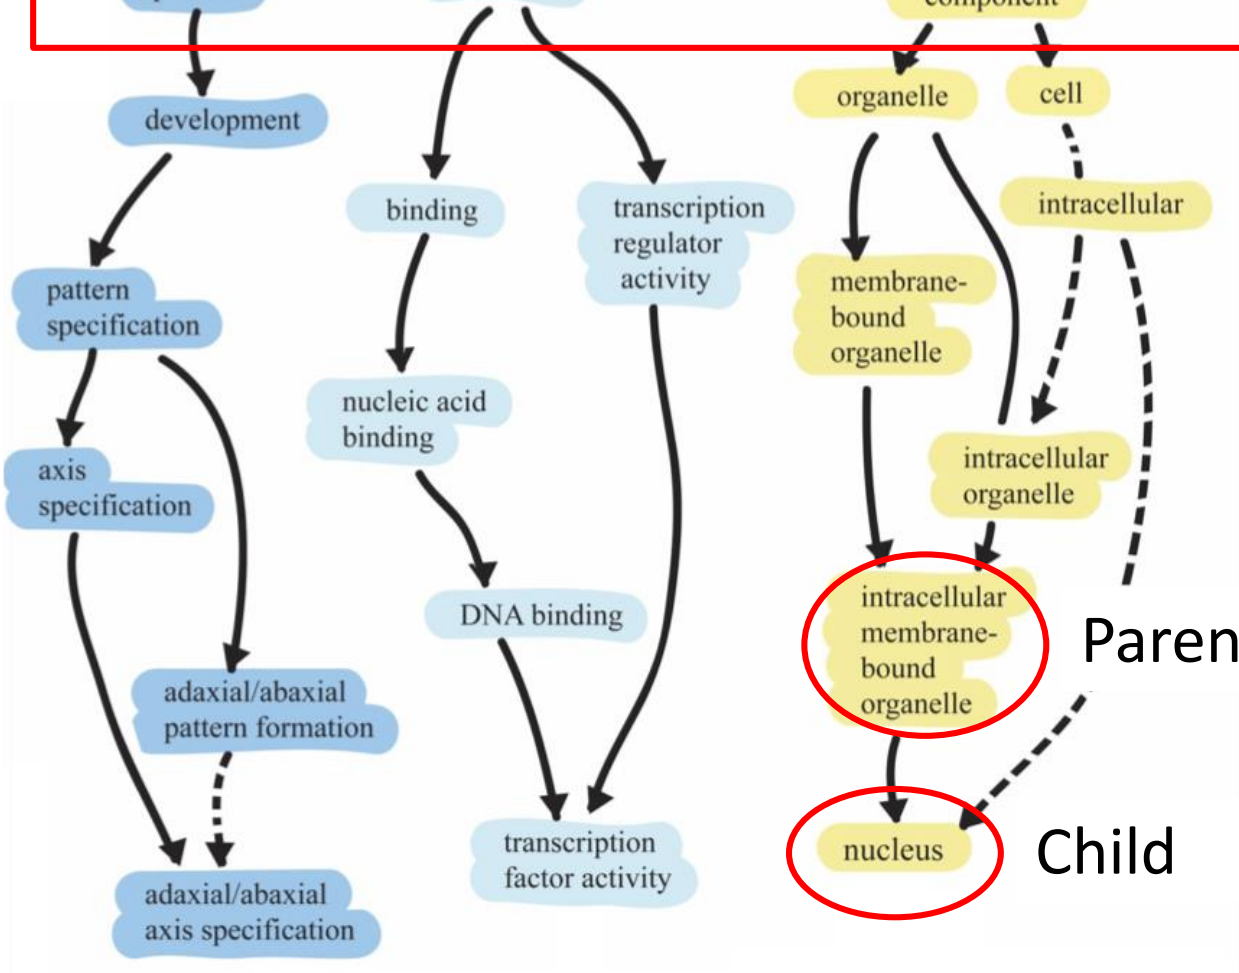 component
development
pattern
specification
axis
specification
adaxial/abaxial
pattern formation
adaxial/abaxial
axis specification
binding
transcription
regulator
activity
nucleic acid
binding
DNA binding
transcription
factor activity
organelle
cell
intracellular
membrane-
bound
organelle
intracellular
organelle
intracellular
membrane-
bound
organelle
Paren
nucleus
Child